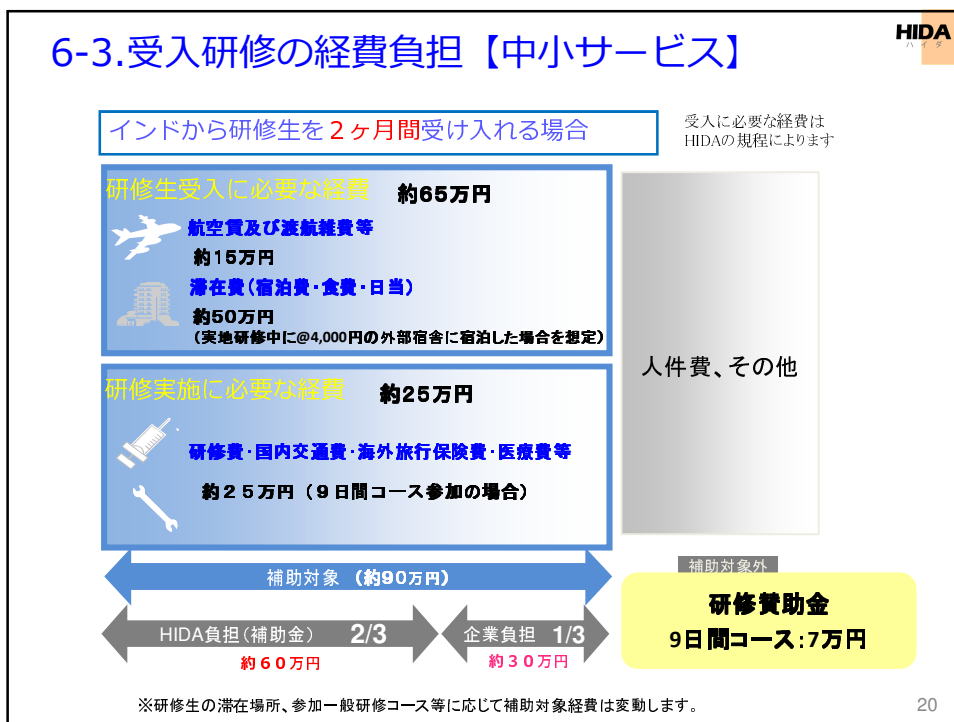 6-3.受入研修の経費負担【中小サービス】
HIDA
ハイダ
インドから研修生を２ヶ月間受け入れる場合
受入に必要な経費は
HIDAの規程によります
研修生受入に必要な経費 約65万円
航空賃及び渡航雑費等
約15万円
滞在費(宿泊費・食費・日当)
約50万円
(実地研修中に@4,000円の外部宿舎に宿泊した場合を想定)
人件費、その他
研修実施に必要な経費 約25万円
研修費・国内交通費・海外旅行保険費・医療費等
約２５万円（９日間コース参加の場合）
補助対象 (約90万円)
補助対象外
HIDA負担(補助金) 2/3
企業負担 1/3
約６０万円
約３０万円
研修賛助金
9日間コース:7万円
※研修生の滞在場所、参加一般研修コース等に応じて補助対象経費は変動します。
20